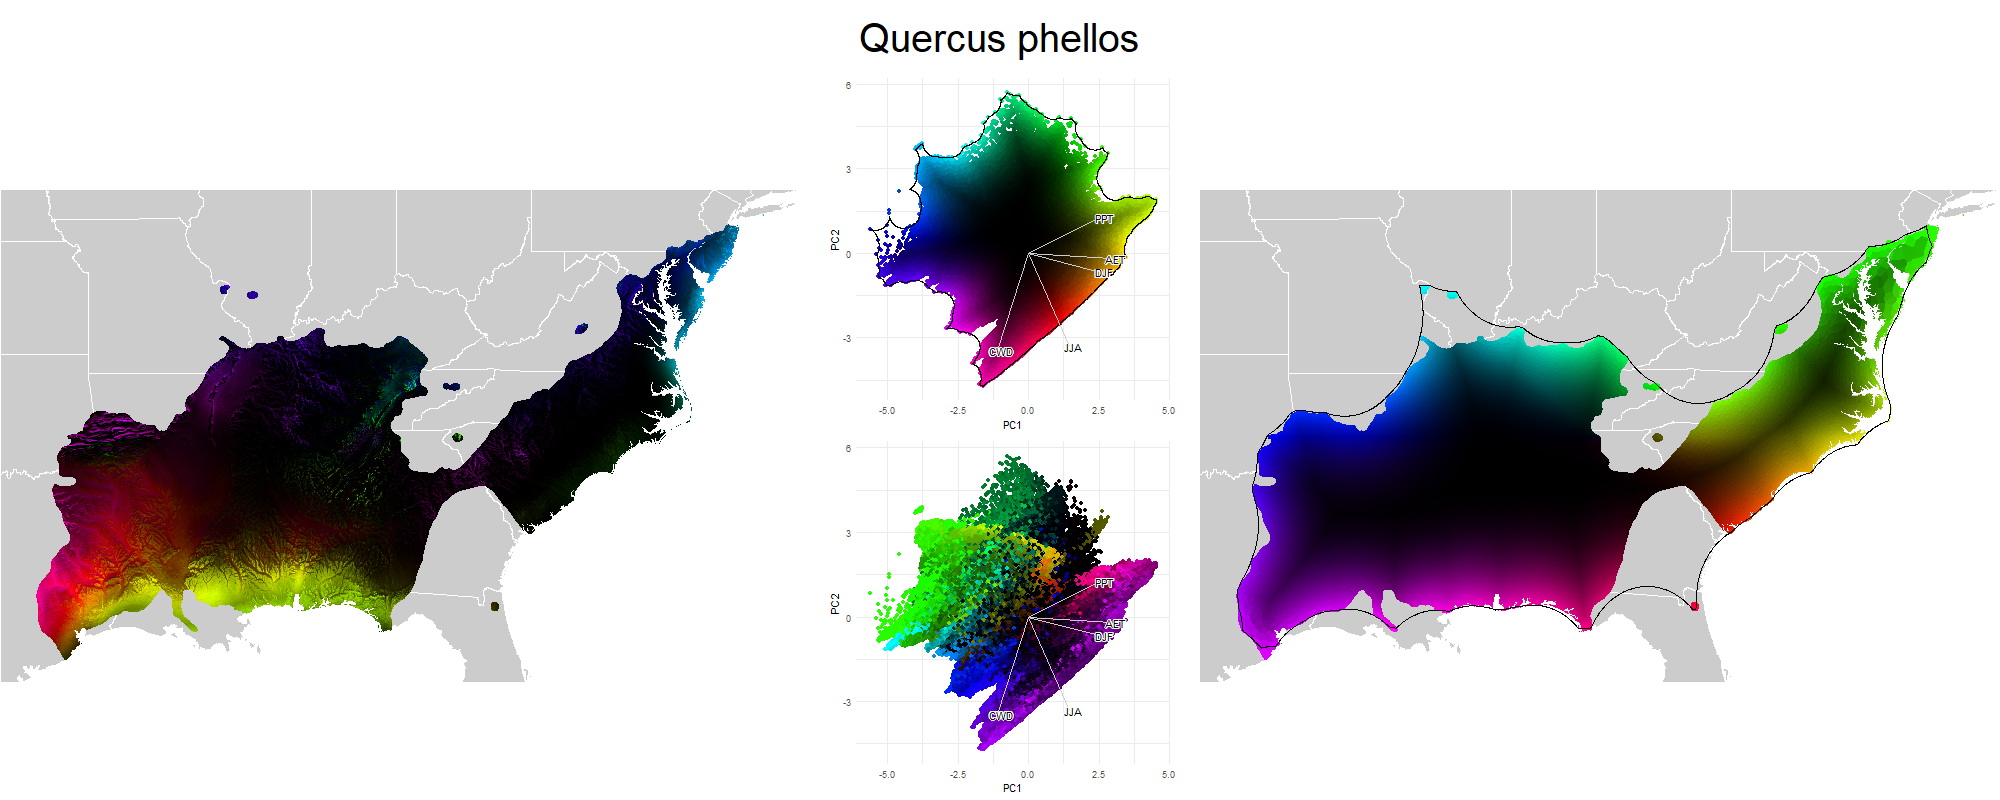 Quercus phellos
6
3
0
-3
PC2
PPT
AET
DJF
CWD
JJA
-5.0
-2.5
0.0
2.5
5.0
PC1
6
3
0
-3
PC2
PPT
AET
DJF
CWD
JJA
-5.0
-2.5
0.0
2.5
5.0
PC1